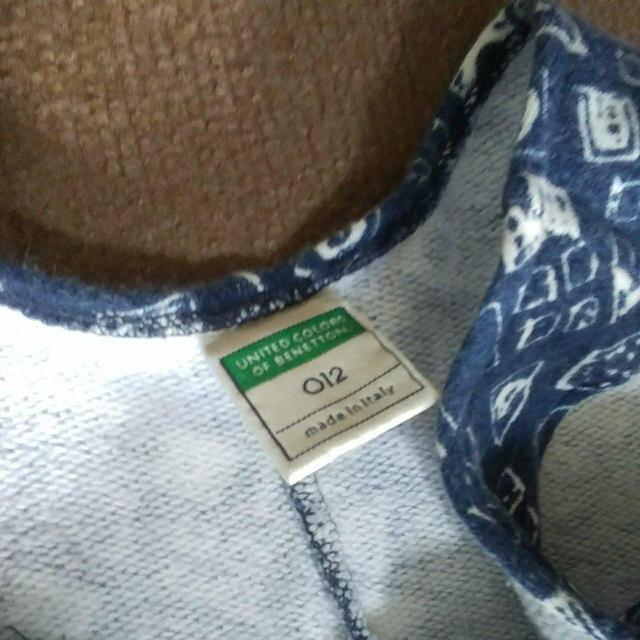 UNITED COLORS
OF BENETTON
012
made in Italy